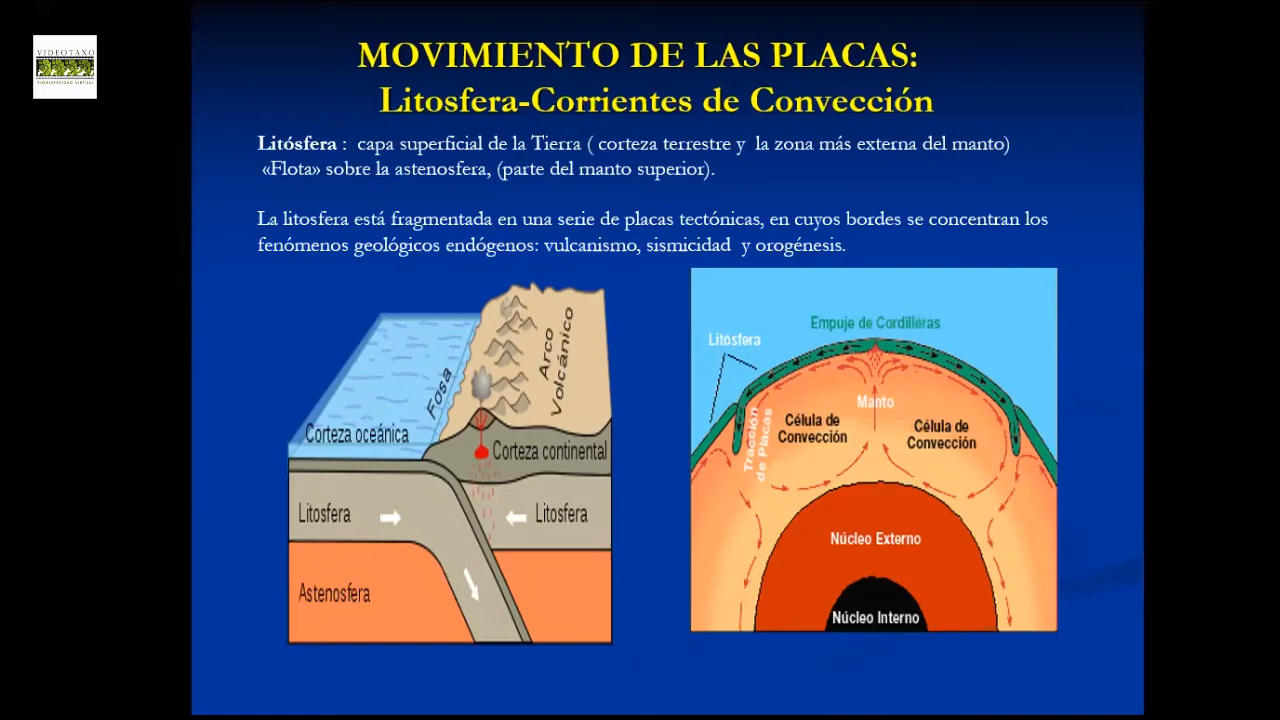 VIDEOTAXO
BIODIVERSIDAD VIRTUAL
MOVIMIENTO DE LAS PLACAS:
Litosfera-Corrientes de Convección
Litósfera : capa superficial de la Tierra ( corteza terrestre y la zona más externa del manto)
«Flota» sobre la astenosfera, (parte del manto superior).
La litosfera está fragmentada en una serie de placas tectónicas, en cuyos bordes se concentran los
fenómenos geológicos endógenos: vulcanismo, sismicidad y orogénesis.
Fosa
Arco
Volcánico
Corteza oceánica
Corteza continental
Litosfera
Litosfera
Astenosfera
Empuje de Cordilleras
Litósfera
Manto
Tracción
de Placas
Célula de
Convección
Célula de
Convección
Núcleo Externo
Núcleo Interno